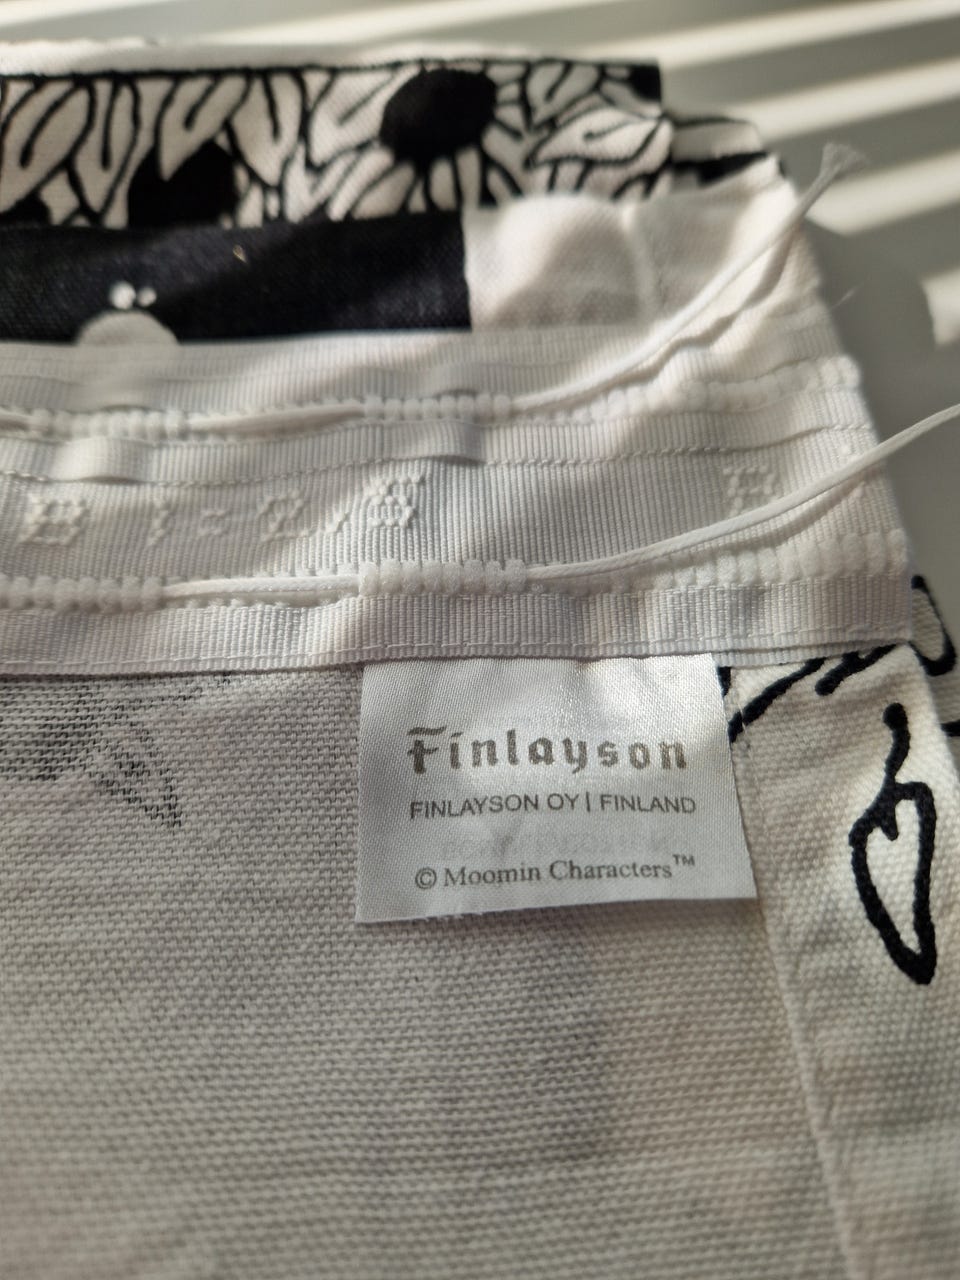 Finlayson
FINLAYSON OY | FINLAND
© Moomin Characters™